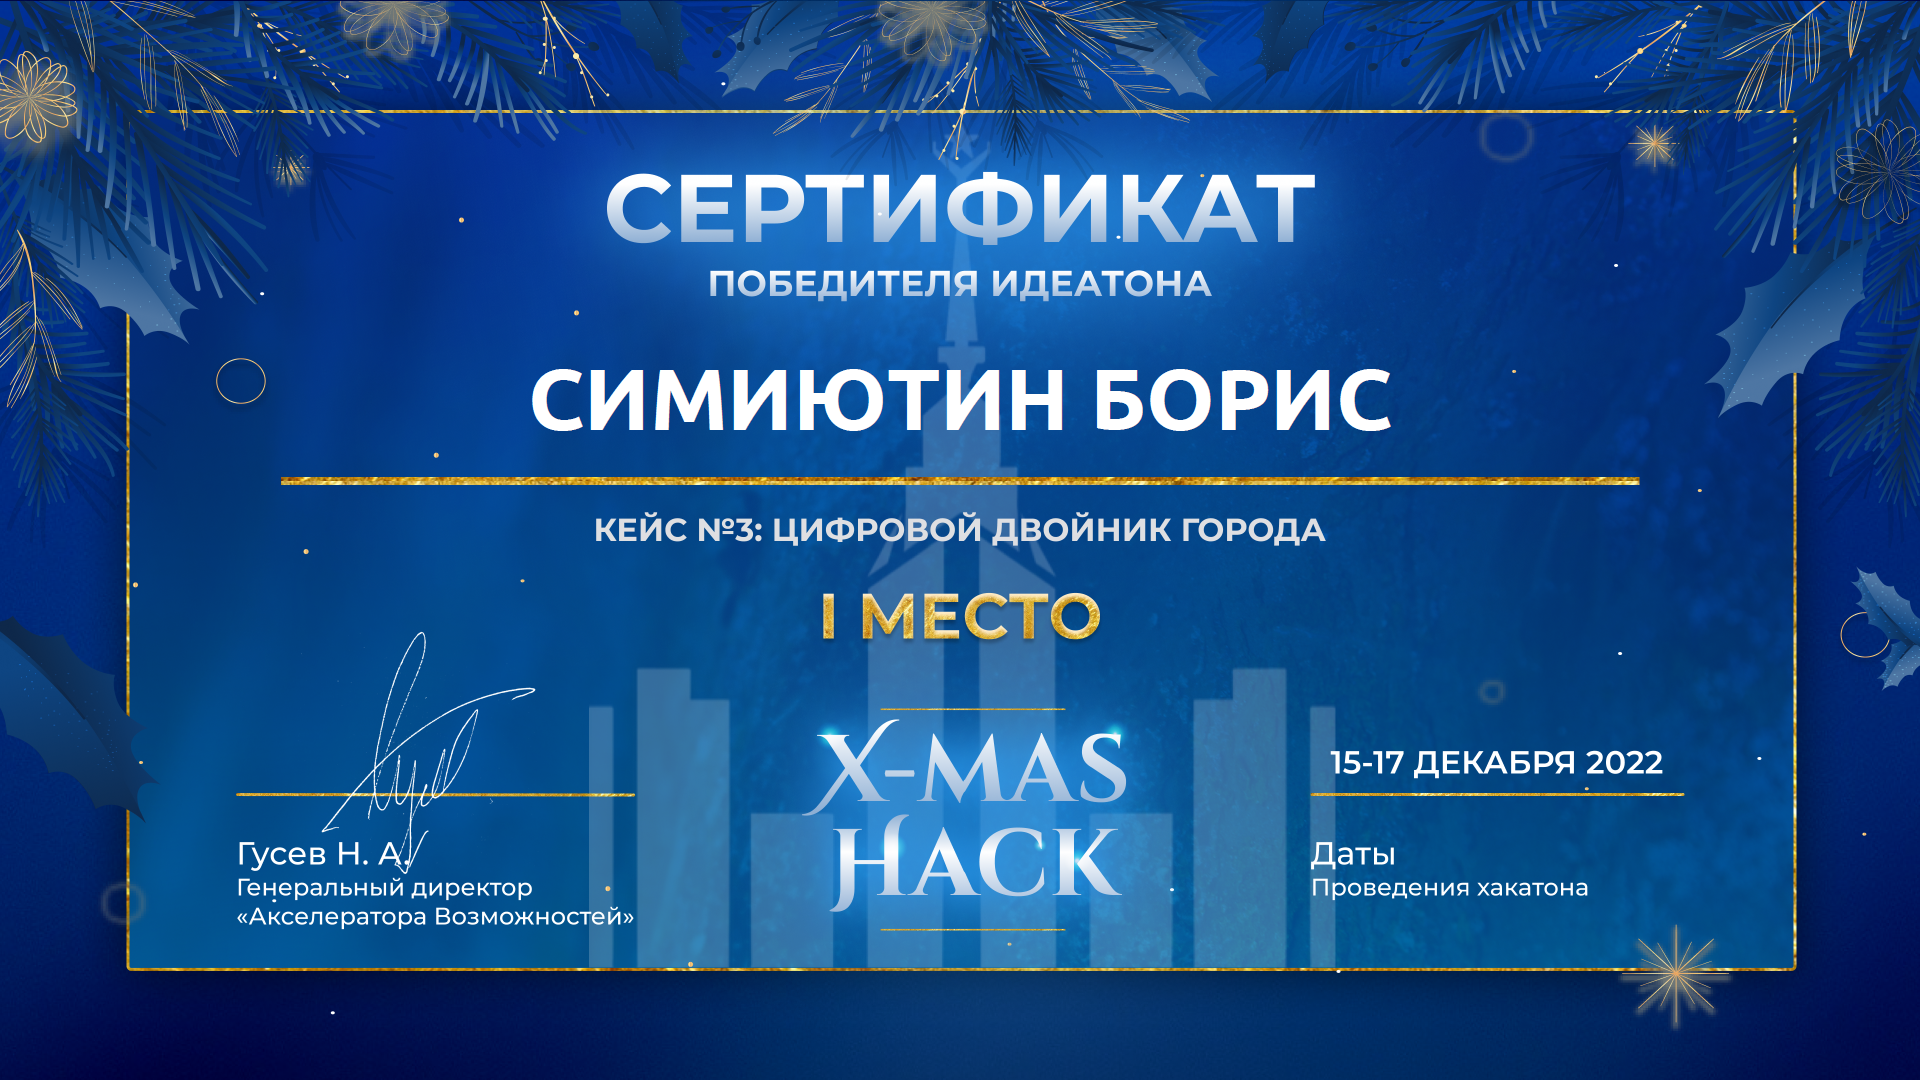 СЕРТИФИКАТ
ПОБЕДИТЕЛЯ ИДЕАТОНА
СИМИЮТИН БОРИС
КЕЙС №3: ЦИФРОВОЙ ДВОЙНИК ГОРОДА
I МЕСТО
X-MAS
HACK
Гусев Н. А.
Генеральный директор
«Акселератора Возможностей»
15-17 ДЕКАБРЯ 2022
Даты
Проведения хакатона